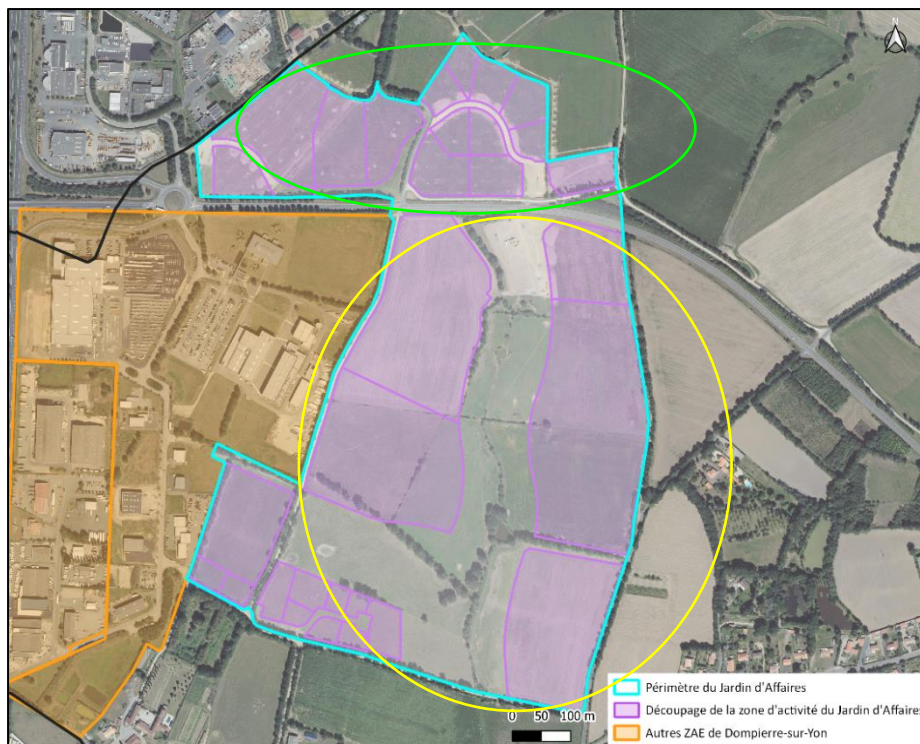 N
0 50 100 m
Périmètre du Jardin d'Affaires
Découpage de la zone d'activité du Jardin d'Affaires
Autres ZAE de Dompierre-sur-Yon